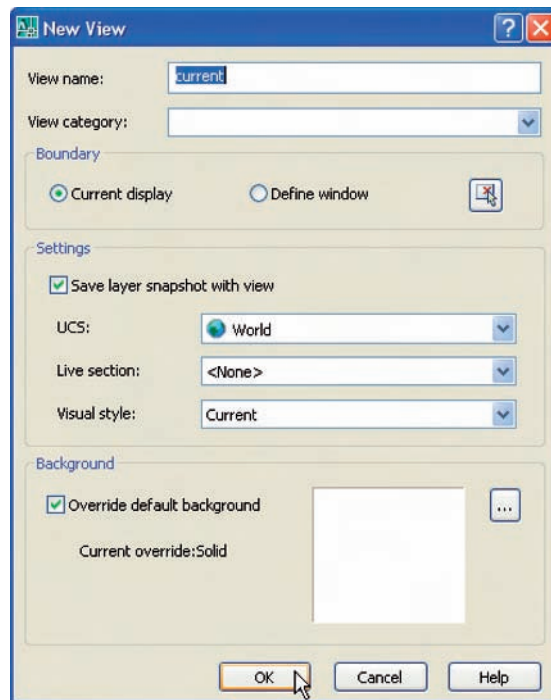 New View
View name: current
View category:
Boundary
Current display Define window
Settings
Save layer snapshot with view
UCS: World
Live section: <None>
Visual style: Current
Background
Override default background
...
Current override:Solid
OK Cancel Help